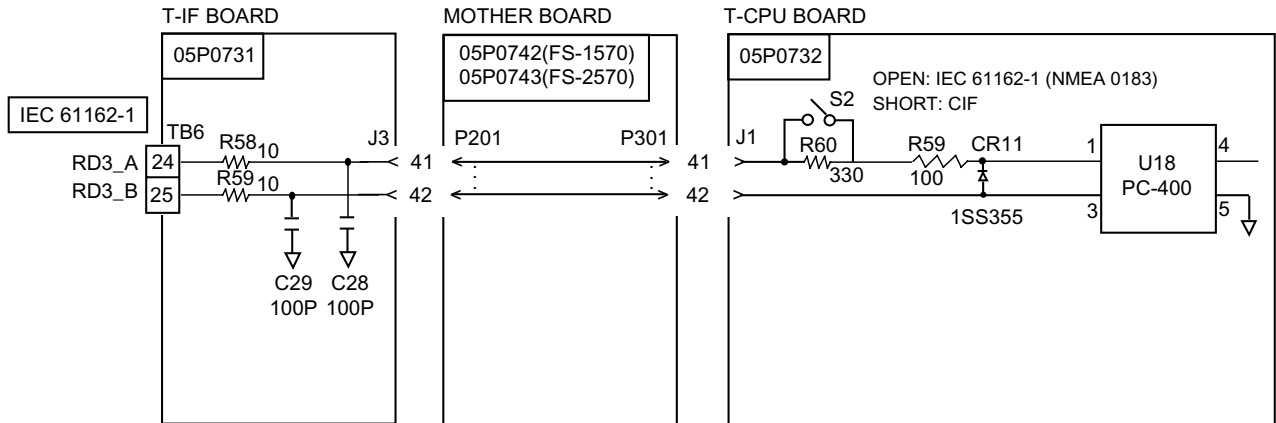 T-IF BOARD
MOTHER BOARD
T-CPU BOARD
05P0731
05P0742(FS-1570)
05P0743(FS-2570)
05P0732
OPEN: IEC 61162-1 (NMEA 0183)
SHORT: CIF
S2
IEC 61162-1
TB6
R58
10
J3
P201
P301
J1
R60
330
R59
100
CR11
1
U18
PC-400
4
RD3_A
24
41
41
RD3_B
25
R59
10
42
42
1SS355
3
5
C29
100P
C28
100P